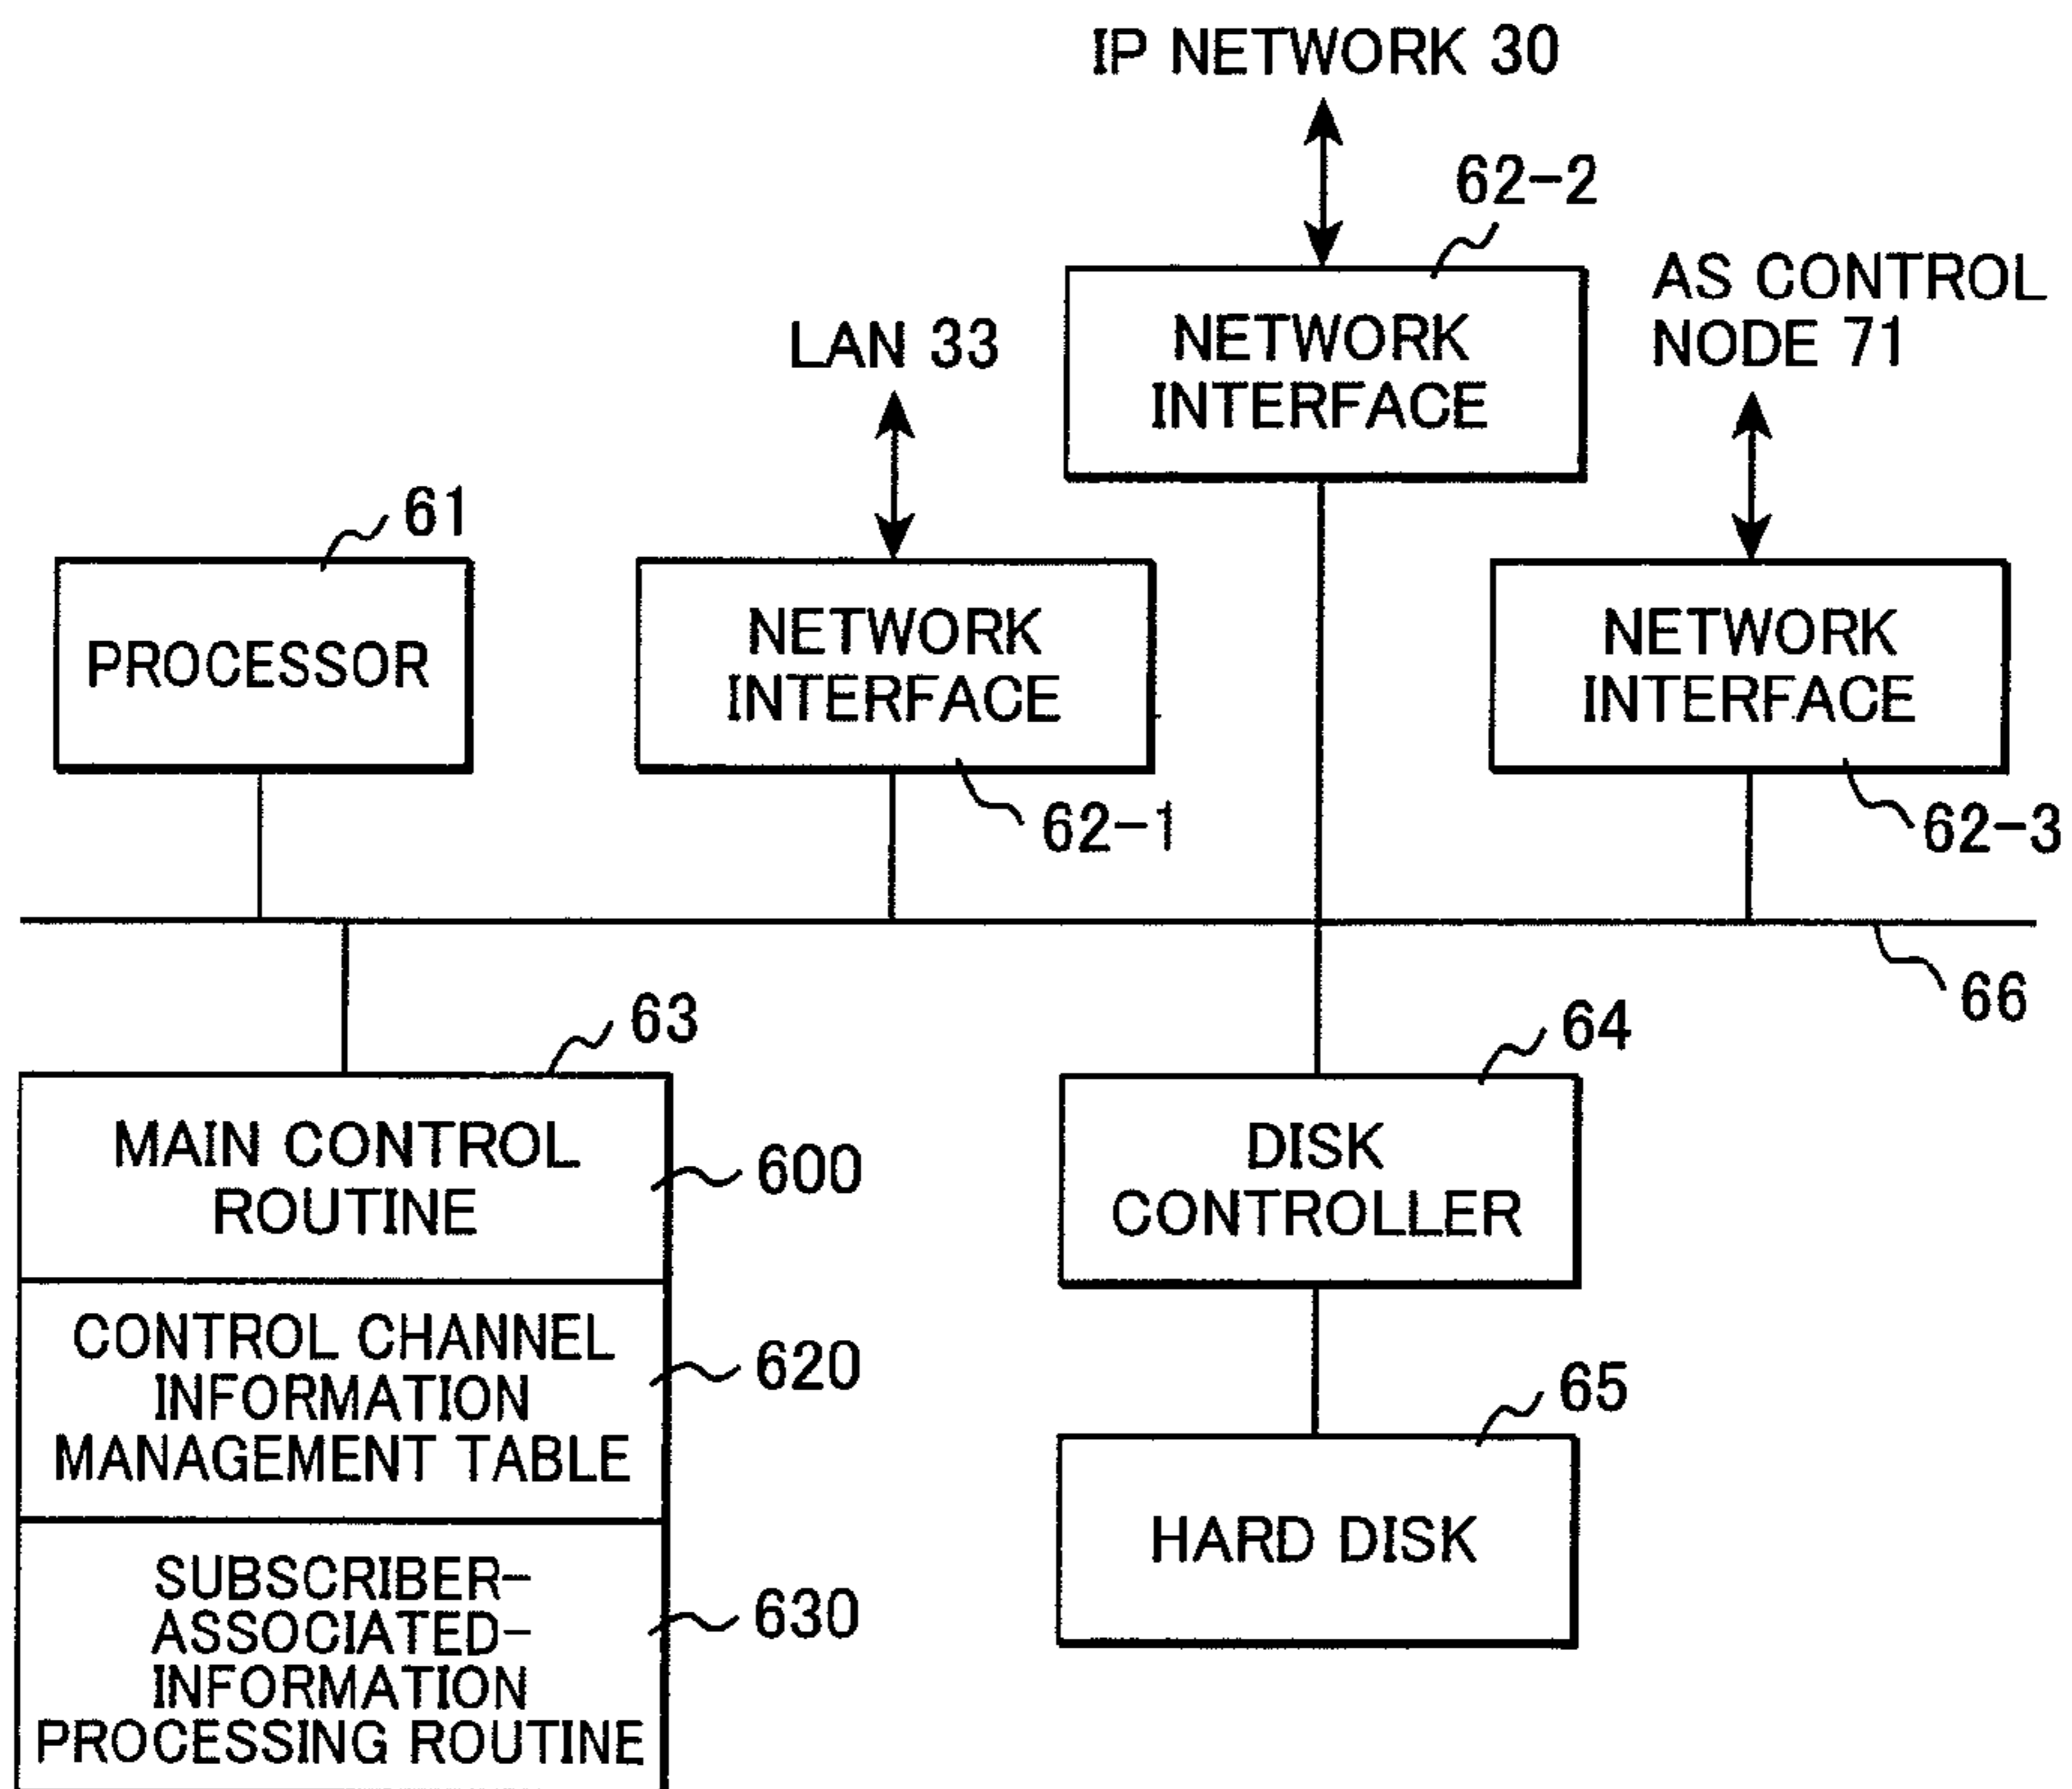 IP NETWORK 30
62-2
NETWORK
INTERFACE
AS CONTROL
NODE 71
LAN 33
61
PROCESSOR
NETWORK
INTERFACE
62-1
NETWORK
INTERFACE
62-3
66
63
MAIN CONTROL
ROUTINE
600
CONTROL CHANNEL
INFORMATION
MANAGEMENT TABLE
620
SUBSCRIBER-
ASSOCIATED-
INFORMATION
PROCESSING ROUTINE
630
64
DISK
CONTROLLER
65
HARD DISK